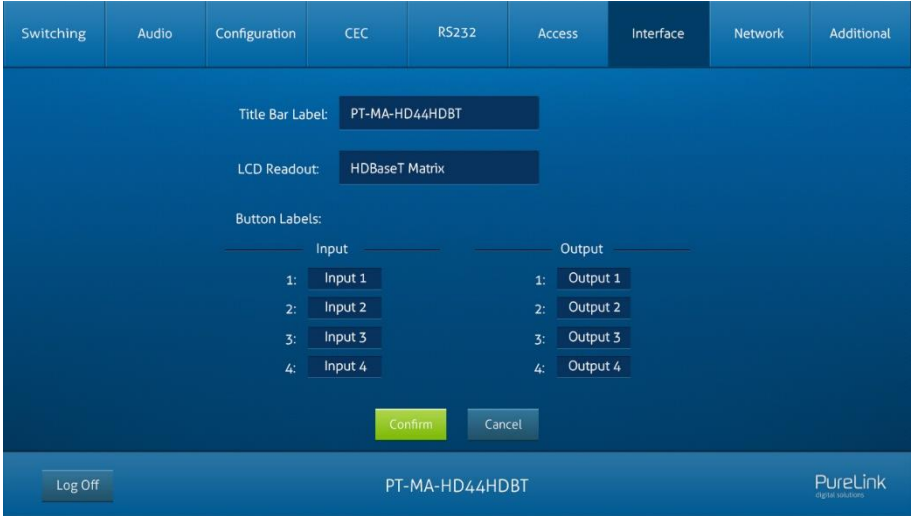 Switching Audio Configuration CEC RS232 Access Interface Network Additional
Title Bar Label: PT-MA-HD44HDBT
LCD Readout: HDBaseT Matrix
Button Labels:
Input Output
1: Input 1 1: Output 1
2: Input 2 2: Output 2
3: Input 3 3: Output 3
4: Input 4 4: Output 4
Confirm Cancel
Log Off PT-MA-HD44HDBT PureLink
digital solutions